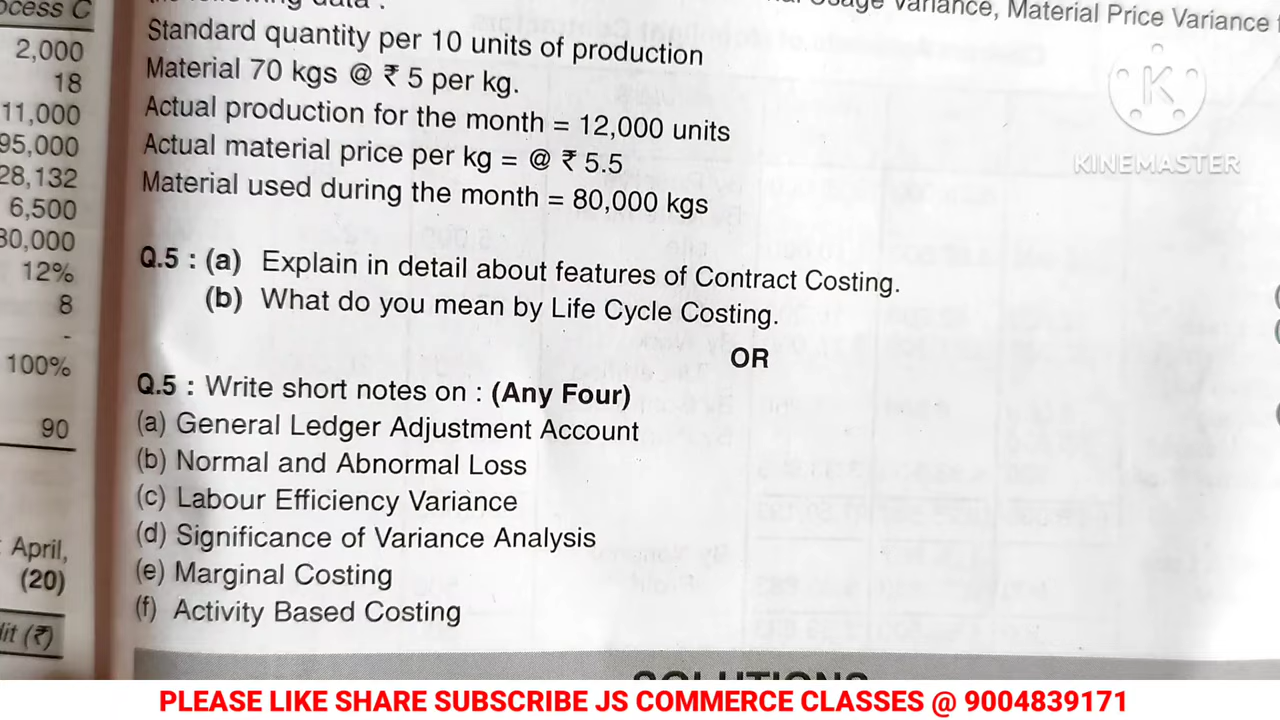 ocess C
2,000
18
11,000
95,000
28,132
6,500
30,000
12%
8
-
100%
90
April,
(20)
dit (₹)
Usage Variance, Material Price Variance
Standard quantity per 10 units of production
Material 70 kgs @ ₹ 5 per kg.
Actual production for the month = 12,000 units
Actual material price per kg = @ ₹ 5.5
Material used during the month = 80,000 kgs
Q.5 : (a) Explain in detail about features of Contract Costing.
(b) What do you mean by Life Cycle Costing.
OR
Q.5 : Write short notes on : (Any Four)
(a) General Ledger Adjustment Account
(b) Normal and Abnormal Loss
(c) Labour Efficiency Variance
(d) Significance of Variance Analysis
(e) Marginal Costing
(f) Activity Based Costing
SOLUTIONS
K
KINEMASTER
PLEASE LIKE SHARE SUBSCRIBE JS COMMERCE CLASSES @ 9004839171